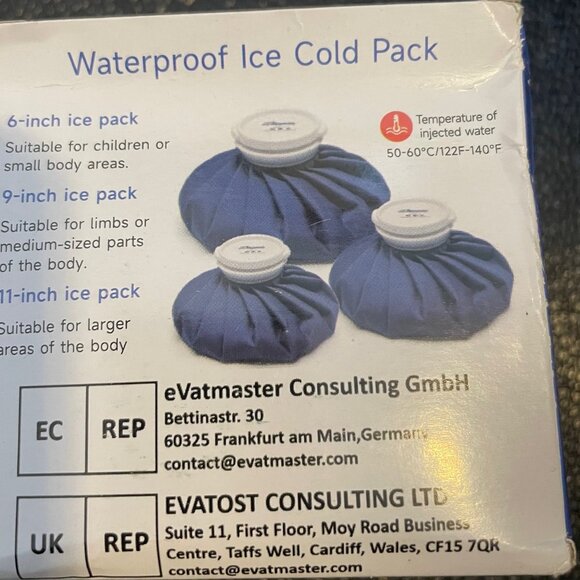 Waterproof Ice Cold Pack
6-inch ice pack
Suitable for children or
small body areas.
9-inch ice pack
Suitable for limbs or
medium-sized parts
of the body.
11-inch ice pack
Suitable for larger
areas of the body
Temperature of
injected water
50-60°C/122F-140°F
EC REP
eVatmaster Consulting GmbH
Bettinastr. 30
60325 Frankfurt am Main,Germany
contact@evatmaster.com
UK REP
EVATOST CONSULTING LTD
Suite 11, First Floor, Moy Road Business
Centre, Taffs Well, Cardiff, Wales, CF15 7QR
contact@evatmaster.com